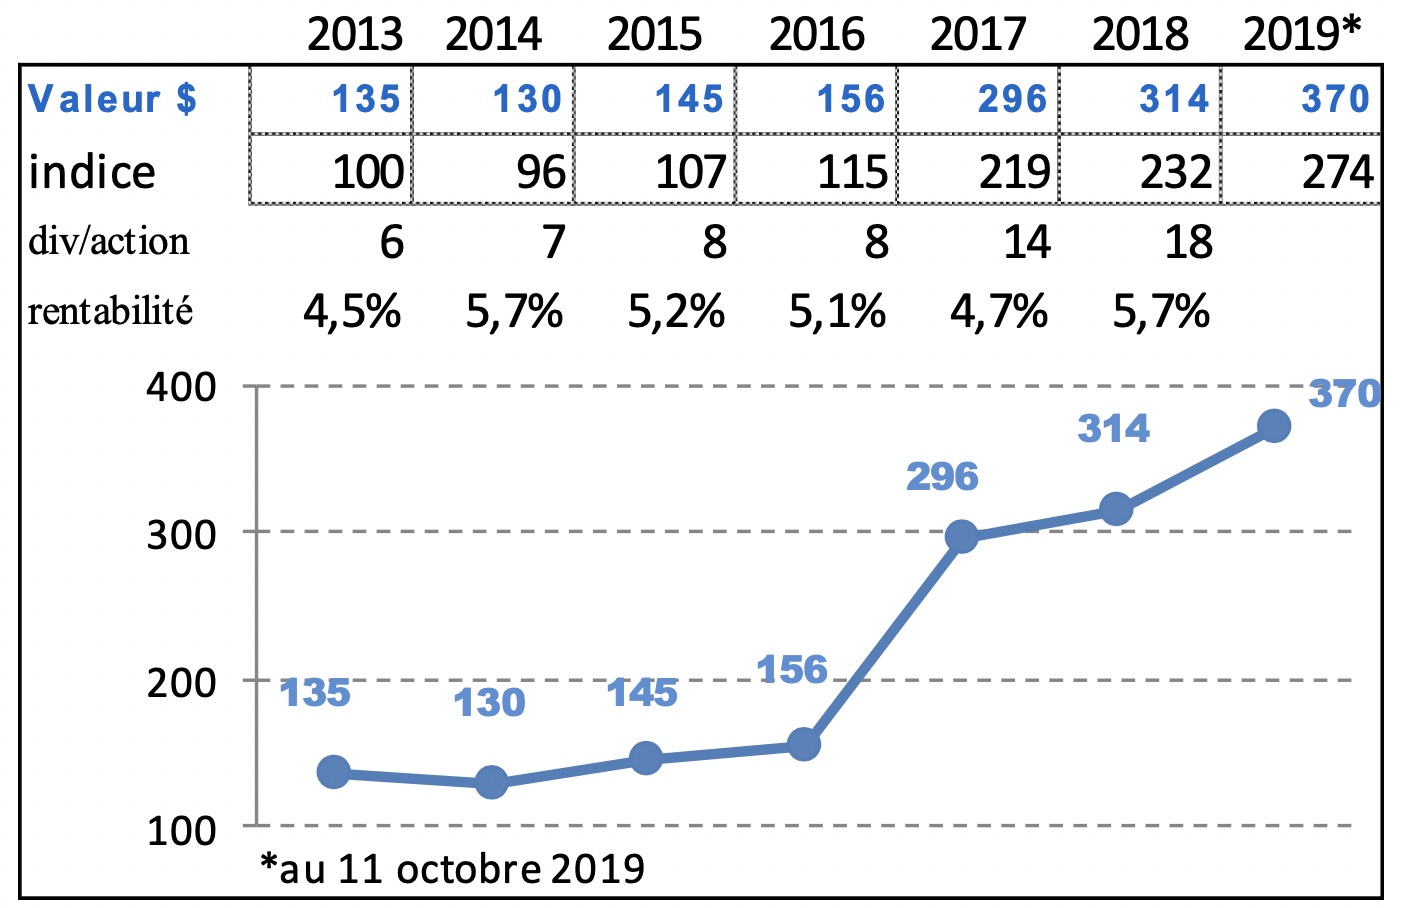 2013 2014 2015 2016 2017 2018 2019*
Valeur $ 135 130 145 156 296 314 370
indice 100 96 107 115 219 232 274
div/action 6 7 8 8 14 18
rentabilité 4,5% 5,7% 5,2% 5,1% 4,7% 5,7%
400
370
314
296
300
156
200
135 130 145
100
*au 11 octobre 2019